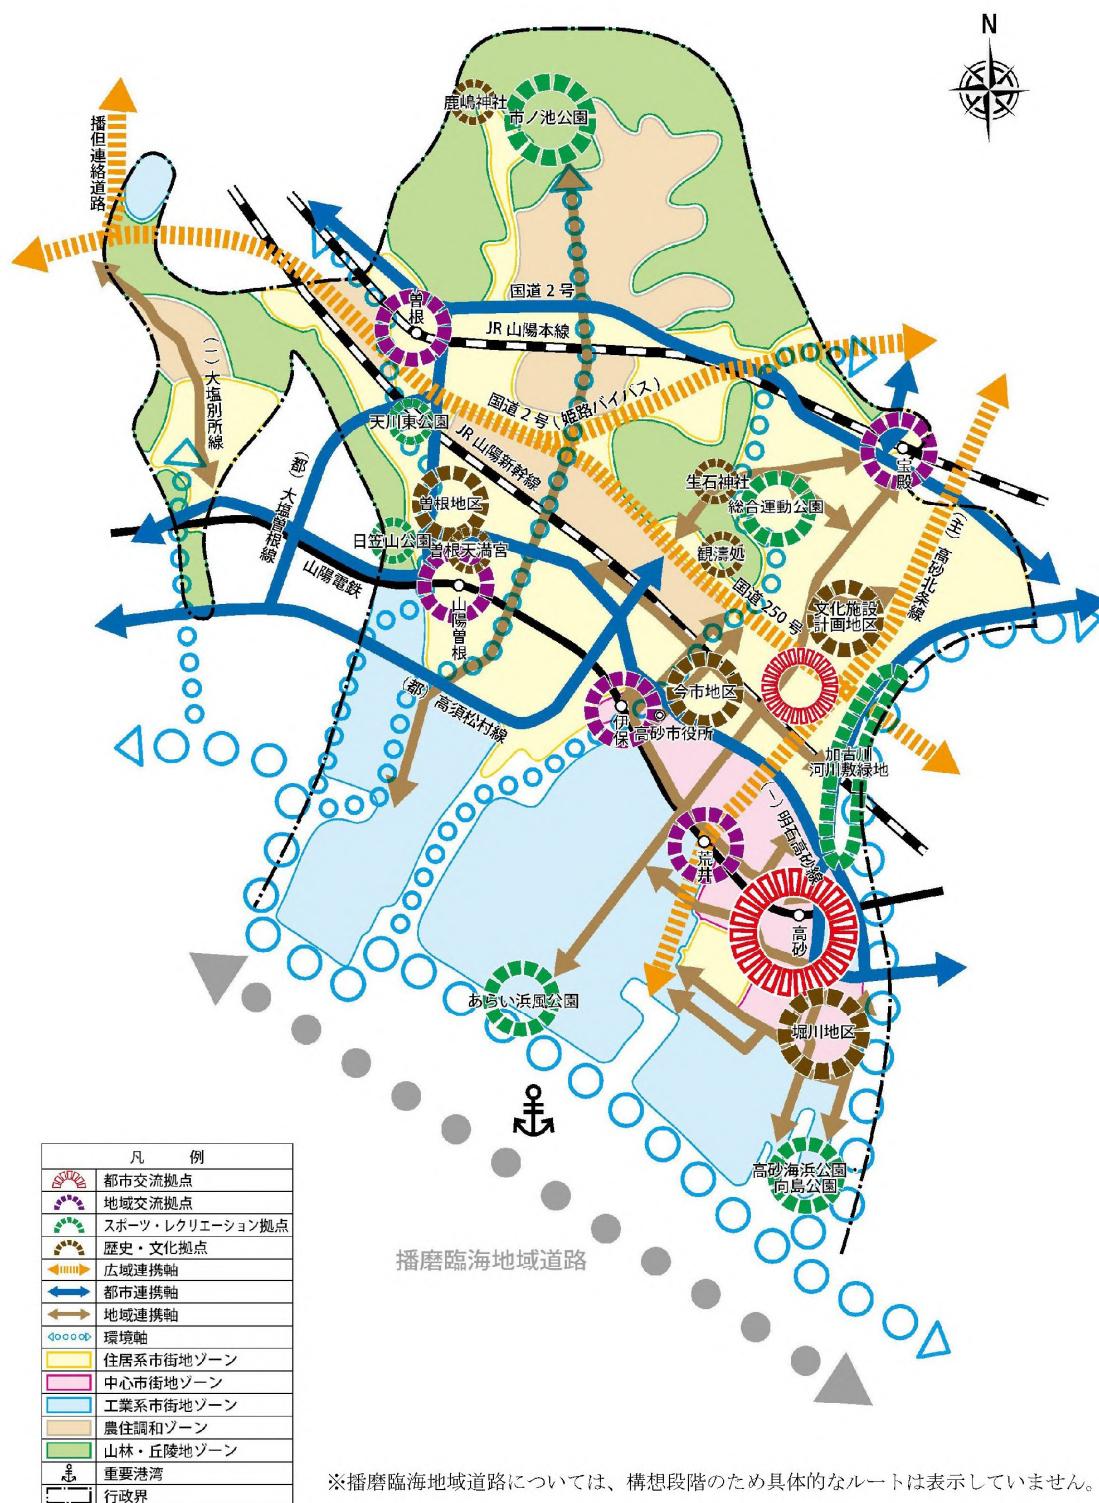 N
鹿嶋神社
市ノ池公園
播但連絡道路
国道2号
曽根
JR山陽本線
(一)大塩別所線
国道2号(姫路バイパス)
天川東公園
JR山陽新幹線
(都)大塩曽根線
曽根地区
生石神社
総合運動公園
宝殿
(主)高砂北条線
日笠山公園
曽根天満宮
観濤処
山陽電鉄
山陽曽根
国道250号
文化施設
計画地区
(都)高須松村線
今市地区
伊保
高砂市役所
加古川
河川敷緑地
(一)明石高砂線
荒井
高砂
あらい浜風公園
堀川地区
高砂海浜公園
向島公園
播磨臨海地域道路
凡 例
都市交流拠点
地域交流拠点
スポーツ・レクリエーション拠点
歴史・文化拠点
広域連携軸
都市連携軸
地域連携軸
環境軸
住居系市街地ゾーン
中心市街地ゾーン
工業系市街地ゾーン
農住調和ゾーン
山林・丘陵地ゾーン
重要港湾
行政界
※播磨臨海地域道路については、構想段階のため具体的なルートは表示していません。